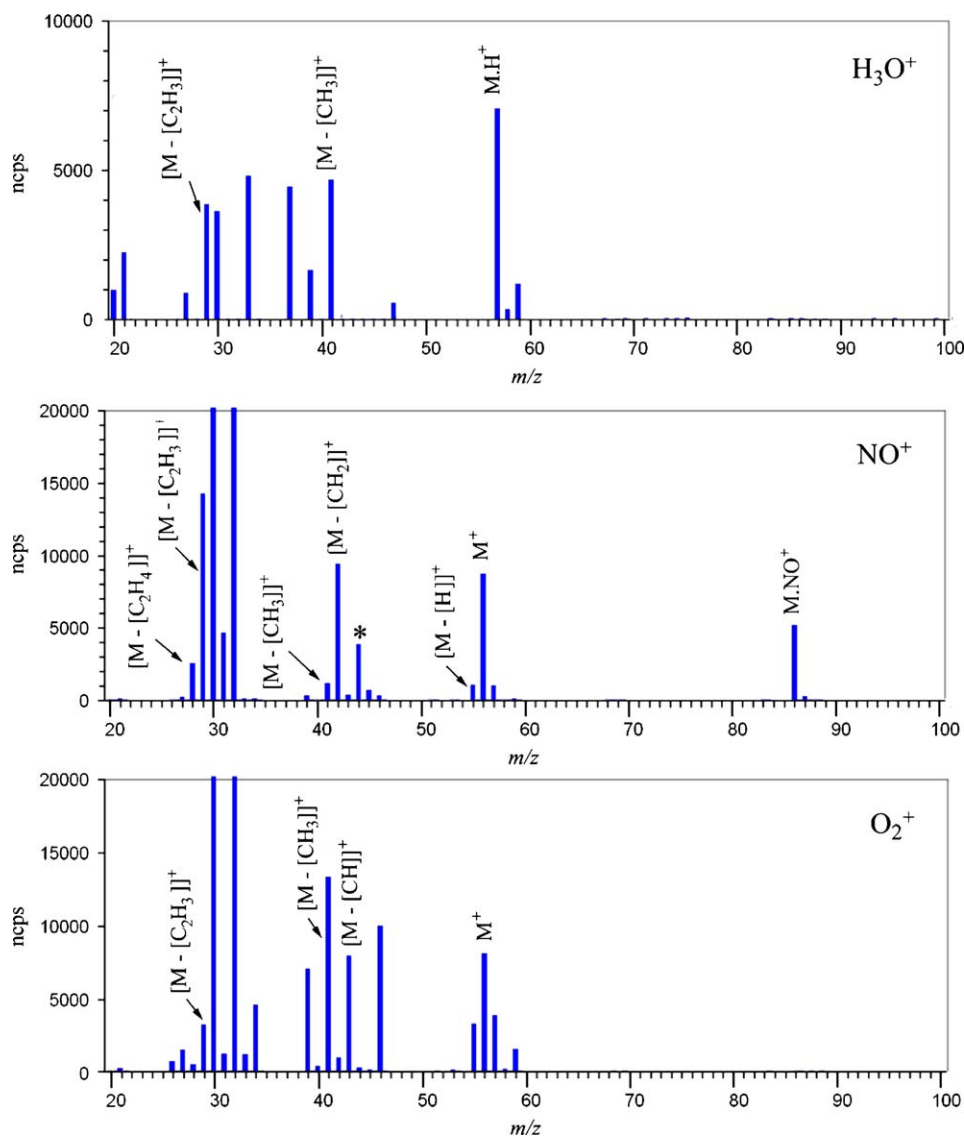 10000
5000
0
ncps
[M - [C₂H₃]]⁺
[M - [CH₃]]⁺
M.H⁺
H₃O⁺
20 30 40 50 60 70 80 90 100
m/z
20000
15000
10000
5000
0
ncps
[M - [C₂H₄]]⁺
[M - [C₂H₃]]⁺
[M - [CH₃]]⁺
[M - [CH₂]]⁺
*
[M - [H]]⁺
M⁺
M.NO⁺
NO⁺
20 30 40 50 60 70 80 90 100
m/z
20000
15000
10000
5000
0
ncps
[M - [C₂H₃]]⁺
[M - [CH₃]]⁺
[M - [CH]]⁺
M⁺
O₂⁺
20 30 40 50 60 70 80 90 100
m/z